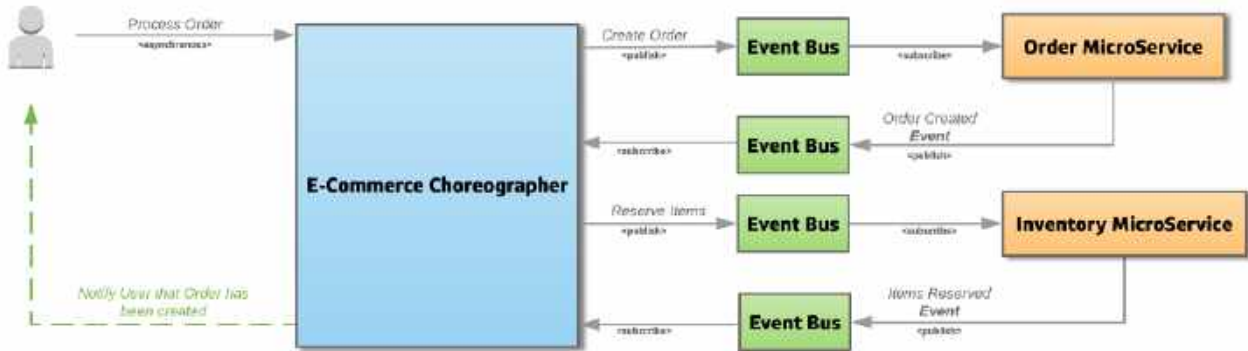 Process Order
<asynchronous>
Create Order
<publish>
Event Bus
<subscribe>
Order MicroService
Order Created
Event
<publish>
Event Bus
<subscribe>
E-Commerce Choreographer
Reserve Items
<publish>
Event Bus
<subscribe>
Inventory MicroService
Items Reserved
Event
<publish>
Event Bus
<subscribe>
Notify User that Order has
been created